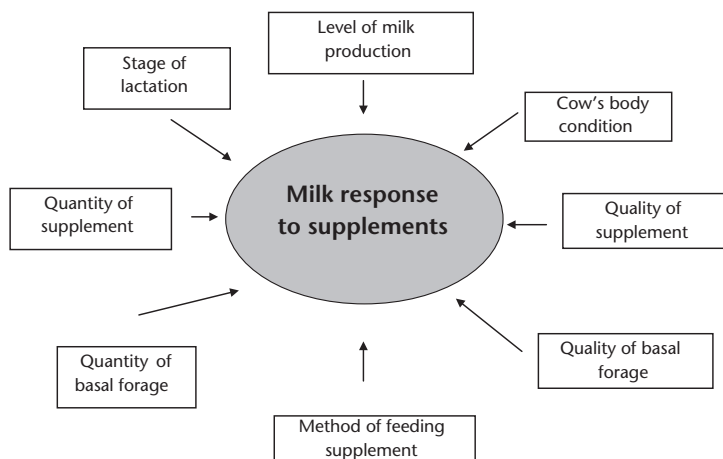 Level of milk
production
Stage of
lactation
Cow's body
condition
Milk response
to supplements
Quantity of
supplement
Quality of
supplement
Quantity of
basal forage
Quality of basal
forage
Method of feeding
supplement